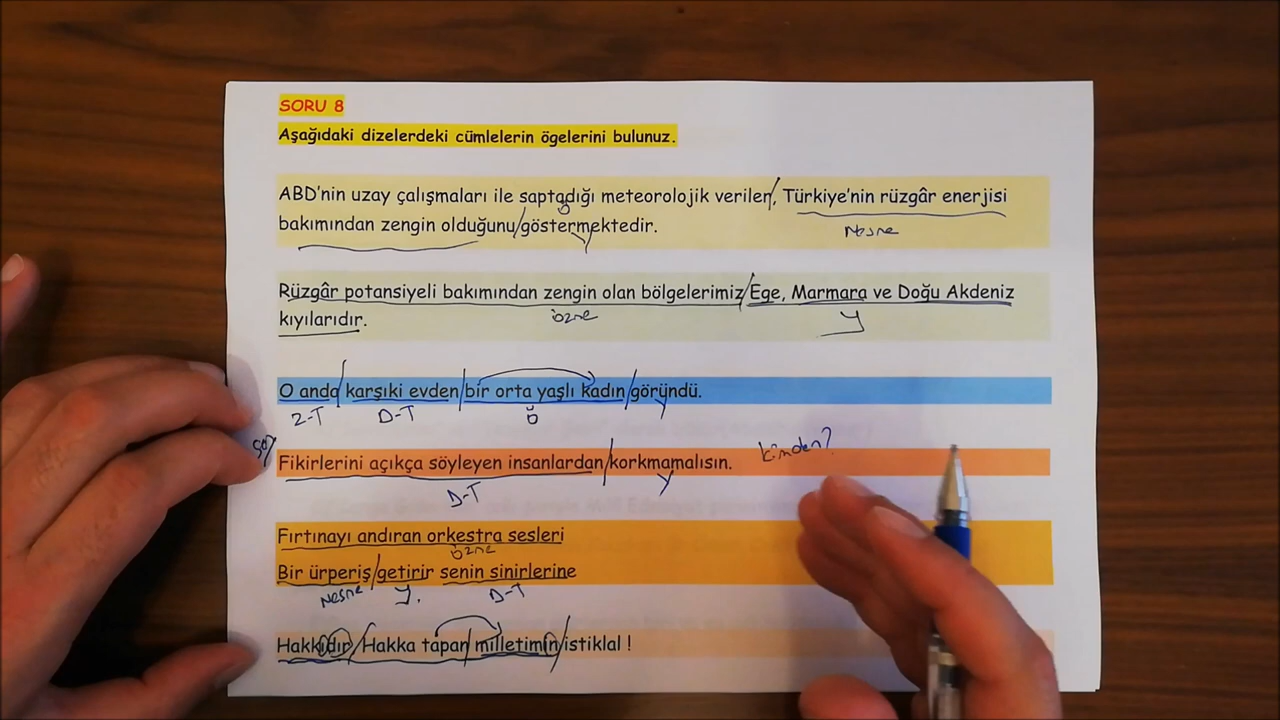 SORU 8
Aşağıdaki dizelerdeki cümlelerin ögelerini bulunuz.
ABD'nin uzay çalışmaları ile saptadığı meteorolojik veriler, Türkiye'nin rüzgâr enerjisi
ö
bakımından zengin olduğunu/göstermektedir.
y
Nesne
Rüzgâr potansiyeli bakımından zengin olan bölgelerimiz/Ege, Marmara ve Doğu Akdeniz
kıyılarıdır.
özne
y
O anda/karşıki evden/bir orta yaşlı kadın/göründü.
Z-T D-T ö y
Fikirlerini açıkça söyleyen insanlardan/korkmamalısın.
kimden?
D-T y
Fırtınayı andıran orkestra sesleri
özne
Bir ürperiş/getirir senin sinirlerine
Nesne y. D-T
Hakkıdır/Hakka tapan milletimin/istiklal !